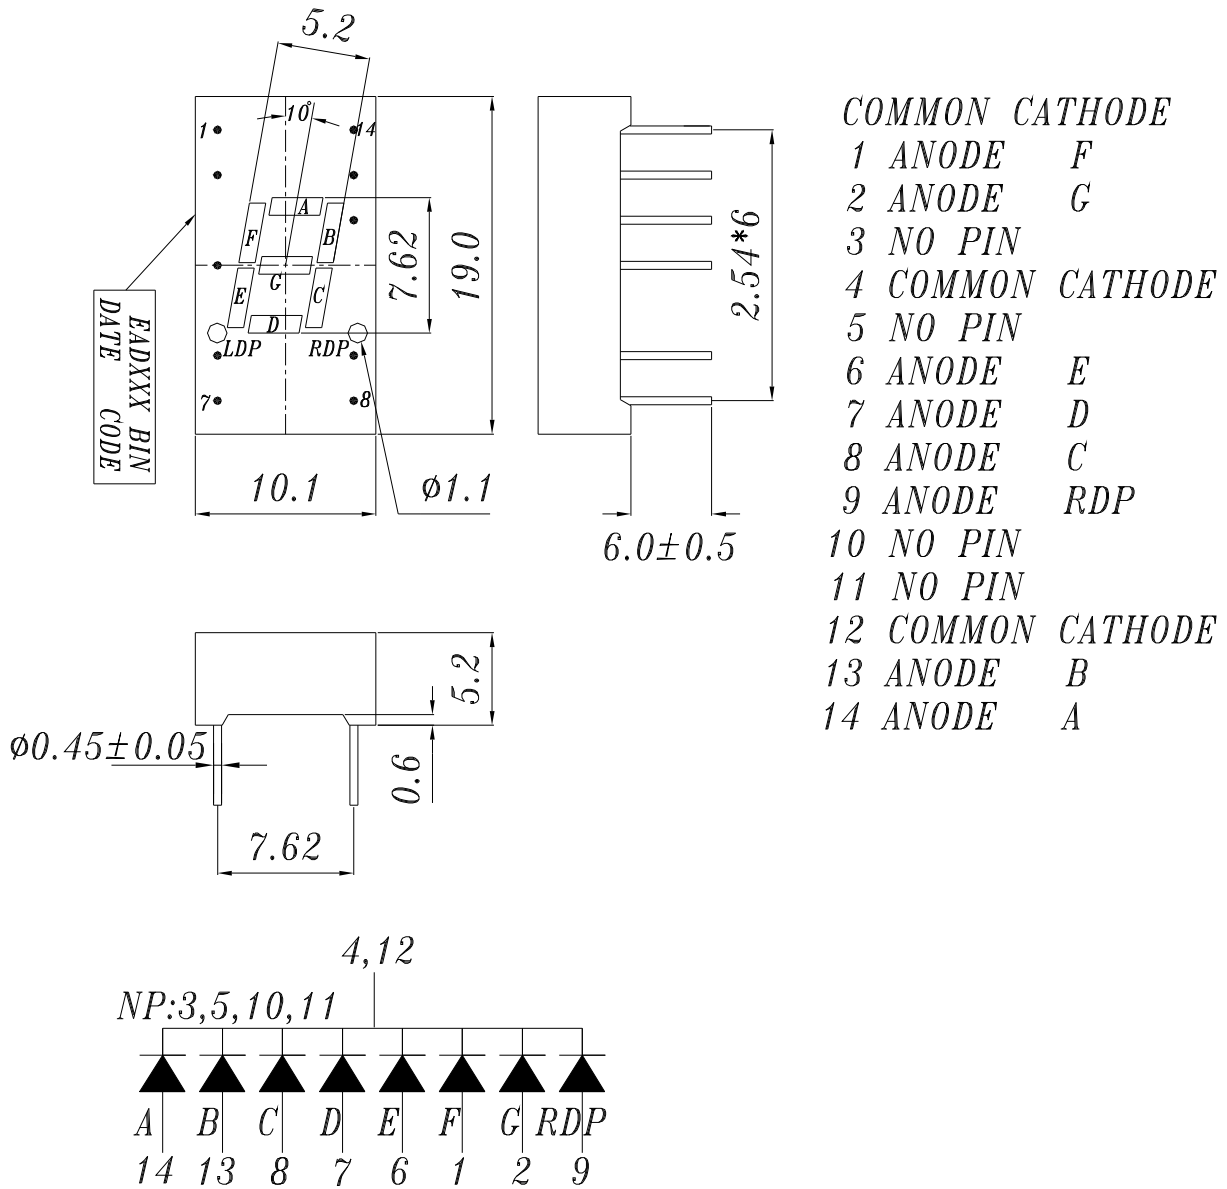 5.2
10°
1
14
A
F
B
G
E
C
D
LDP
RDP
7
8
7.62
19.0
10.1
ø1.1
EADXXX BIN
DATE CODE
2.54*6
6.0±0.5
COMMON CATHODE
1 ANODE F
2 ANODE G
3 NO PIN
4 COMMON CATHODE
5 NO PIN
6 ANODE E
7 ANODE D
8 ANODE C
9 ANODE RDP
10 NO PIN
11 NO PIN
12 COMMON CATHODE
13 ANODE B
14 ANODE A
5.2
ø0.45±0.05
0.6
7.62
4,12
NP:3,5,10,11
A B C D E F G RDP
14 13 8 7 6 1 2 9